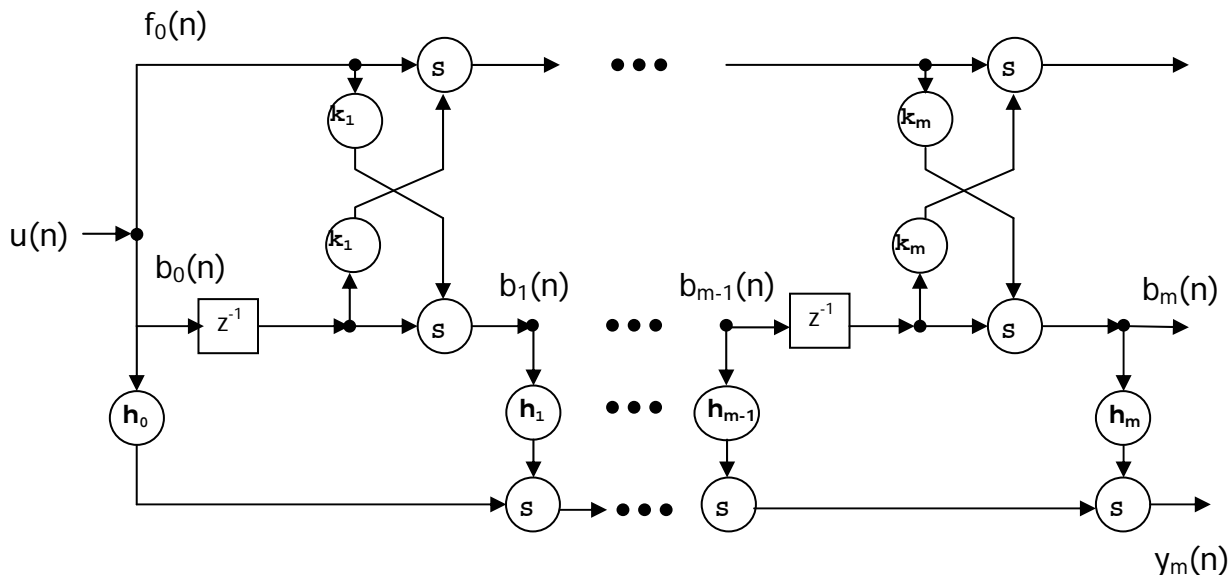 f₀(n)
s
s
k₁
kₘ
u(n)
k₁
kₘ
b₀(n)
b₁(n)
bₘ₋₁(n)
bₘ(n)
z⁻¹
s
z⁻¹
s
h₀
h₁
hₘ₋₁
hₘ
s
s
s
yₘ(n)